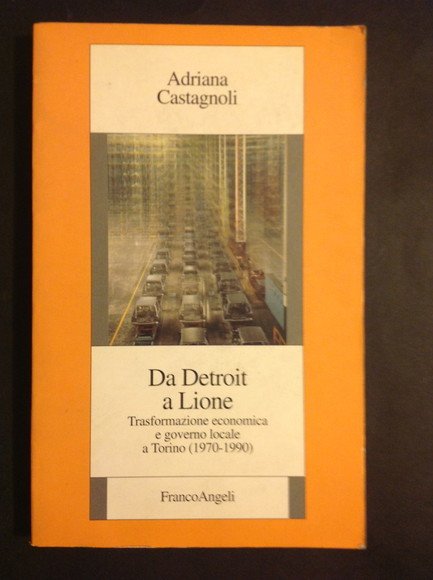 Adriana
Castagnoli
Da Detroit
a Lione
Trasformazione economica
e governo locale
a Torino (1970-1990)
FrancoAngeli